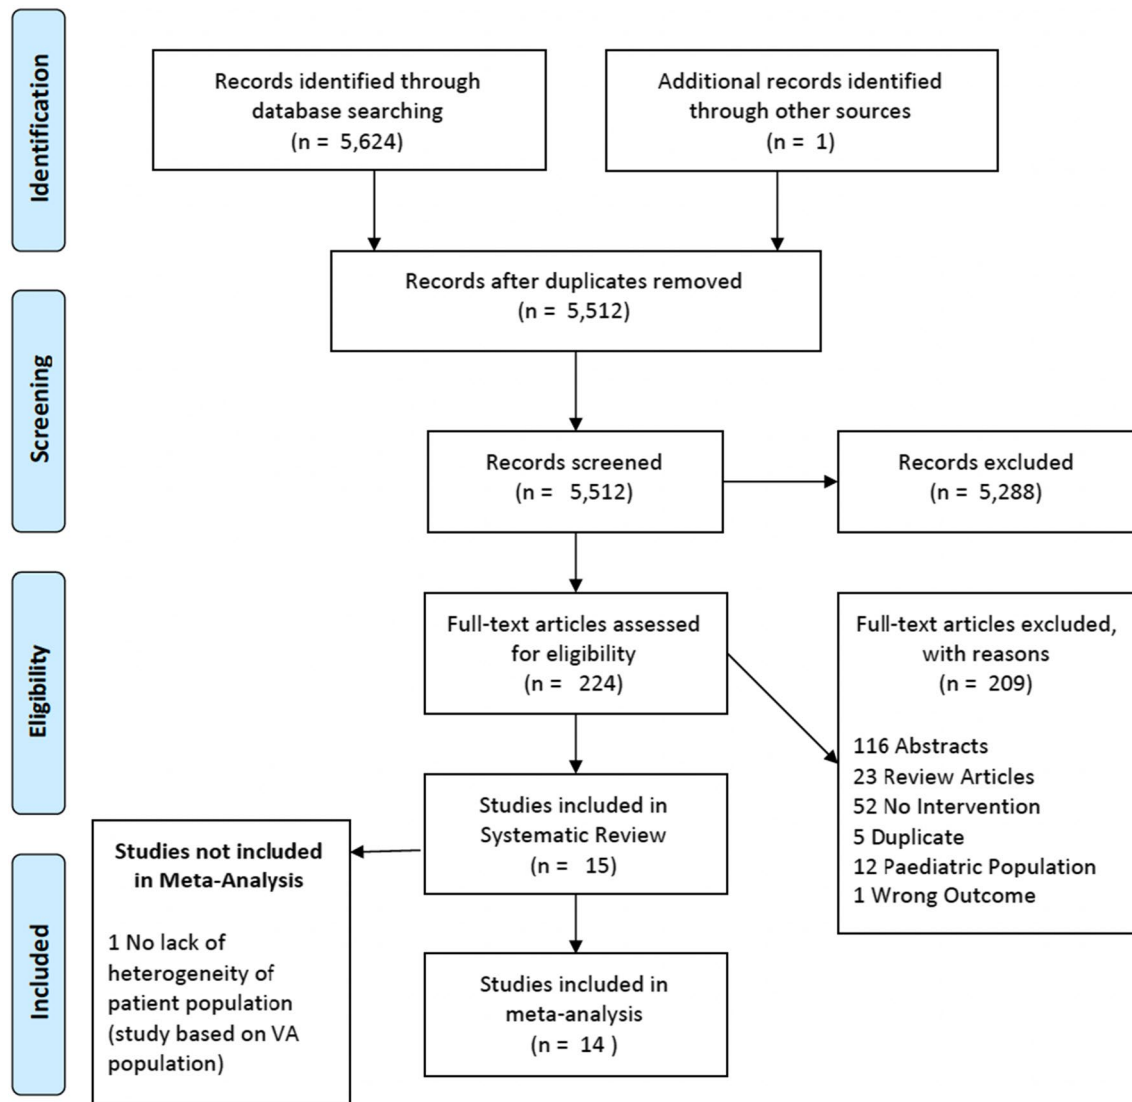 Identification
Records identified through
database searching
(n = 5,624)
Additional records identified
through other sources
(n = 1)
Records after duplicates removed
(n = 5,512)
Screening
Records screened
(n = 5,512)
Records excluded
(n = 5,288)
Eligibility
Full-text articles assessed
for eligibility
(n = 224)
Full-text articles excluded,
with reasons
(n = 209)
116 Abstracts
23 Review Articles
52 No Intervention
5 Duplicate
12 Paediatric Population
1 Wrong Outcome
Studies included in
Systematic Review
(n = 15)
Included
Studies not included
in Meta-Analysis
1 No lack of
heterogeneity of
patient population
(study based on VA
population)
Studies included in
meta-analysis
(n = 14 )